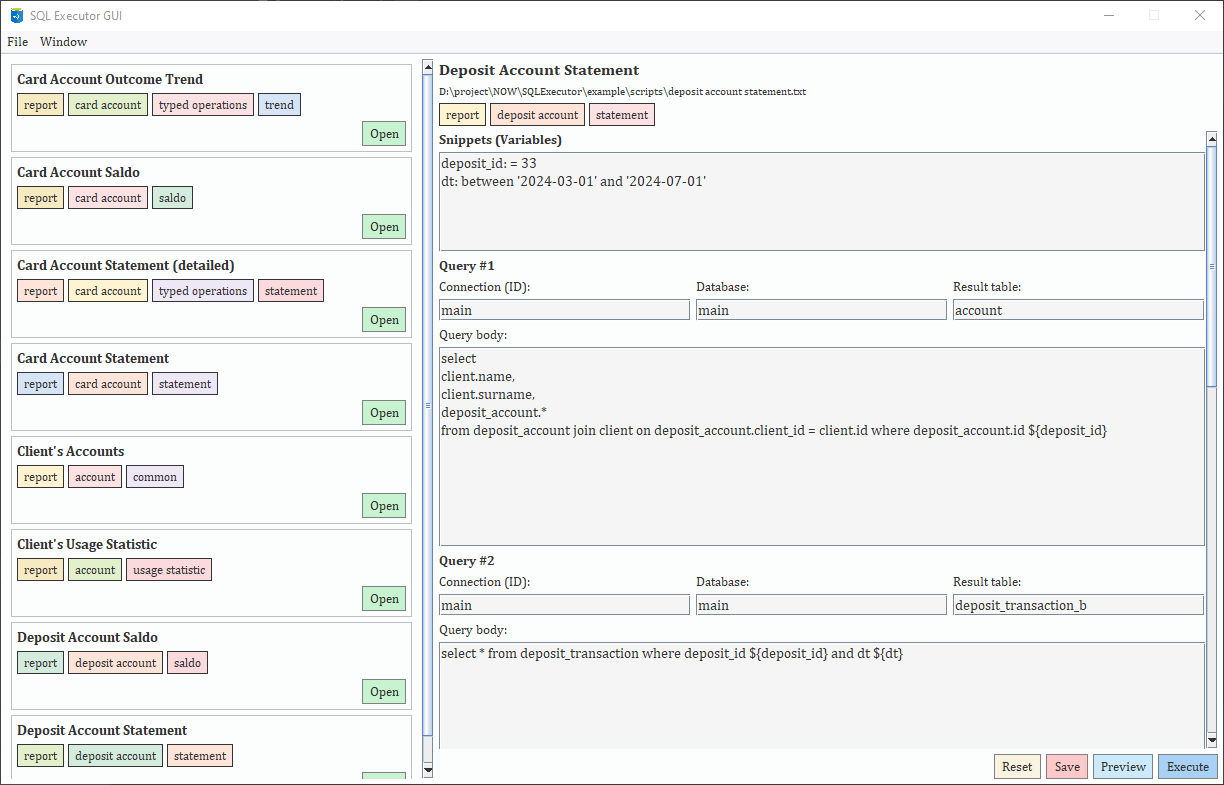 SQL Executor GUI
File Window
Card Account Outcome Trend
report card account typed operations trend
Open
Card Account Saldo
report card account saldo
Open
Card Account Statement (detailed)
report card account typed operations statement
Open
Card Account Statement
report card account statement
Open
Client's Accounts
report account common
Open
Client's Usage Statistic
report account usage statistic
Open
Deposit Account Saldo
report deposit account saldo
Open
Deposit Account Statement
report deposit account statement
Deposit Account Statement
D:\project\NOW\SQLExecutor\example\scripts\deposit account statement.txt
report deposit account statement
Snippets (Variables)
deposit_id: = 33
dt: between '2024-03-01' and '2024-07-01'
Query #1
Connection (ID): Database: Result table:
main main account
Query body:
select
client.name,
client.surname,
deposit_account.*
from deposit_account join client on deposit_account.client_id = client.id where deposit_account.id ${deposit_id}
Query #2
Connection (ID): Database: Result table:
main main deposit_transaction_b
Query body:
select * from deposit_transaction where deposit_id ${deposit_id} and dt ${dt}
Reset Save Preview Execute